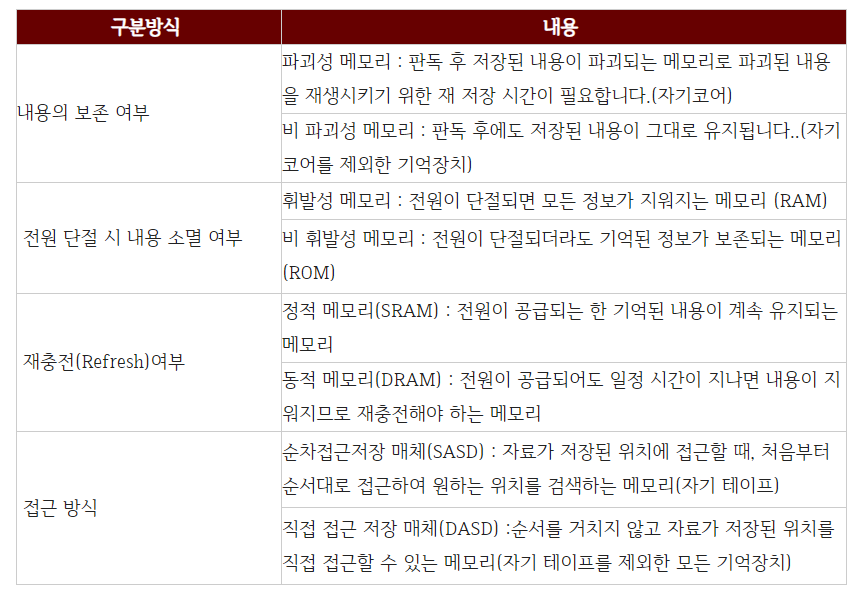 구분방식
내용
내용의 보존 여부
파괴성 메모리 : 판독 후 저장된 내용이 파괴되는 메모리로 파괴된 내용
을 재생시키기 위한 재 저장 시간이 필요합니다.(자기코어)
비 파괴성 메모리 : 판독 후에도 저장된 내용이 그대로 유지됩니다..(자기
코어를 제외한 기억장치)
전원 단절 시 내용 소멸 여부
휘발성 메모리 : 전원이 단절되면 모든 정보가 지워지는 메모리 (RAM)
비 휘발성 메모리 : 전원이 단절되더라도 기억된 정보가 보존되는 메모리
(ROM)
재충전(Refresh)여부
정적 메모리(SRAM) : 전원이 공급되는 한 기억된 내용이 계속 유지되는
메모리
동적 메모리(DRAM) : 전원이 공급되어도 일정 시간이 지나면 내용이 지
워지므로 재충전해야 하는 메모리
접근 방식
순차접근저장 매체(SASD) : 자료가 저장된 위치에 접근할 때, 처음부터
순서대로 접근하여 원하는 위치를 검색하는 메모리(자기 테이프)
직접 접근 저장 매체(DASD) :순서를 거치지 않고 자료가 저장된 위치를
직접 접근할 수 있는 메모리(자기 테이프를 제외한 모든 기억장치)